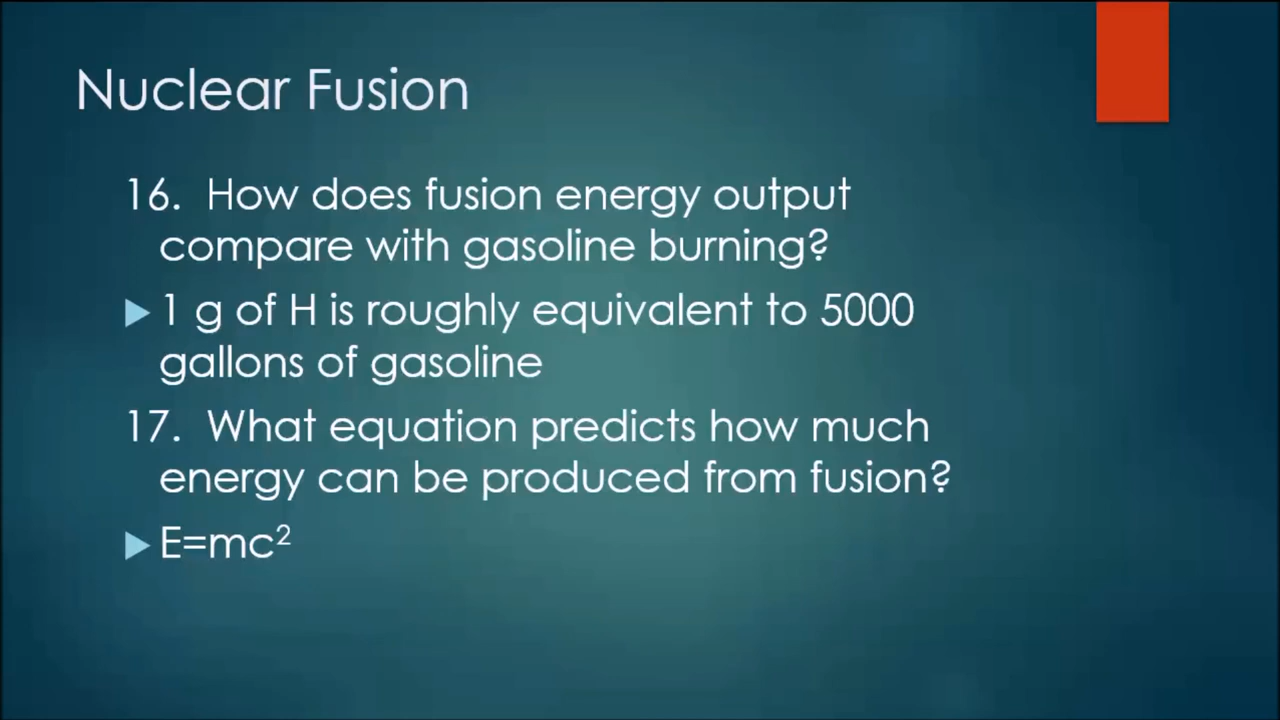 Nuclear Fusion
16. How does fusion energy output
compare with gasoline burning?
1 g of H is roughly equivalent to 5000
gallons of gasoline
17. What equation predicts how much
energy can be produced from fusion?
E=mc²